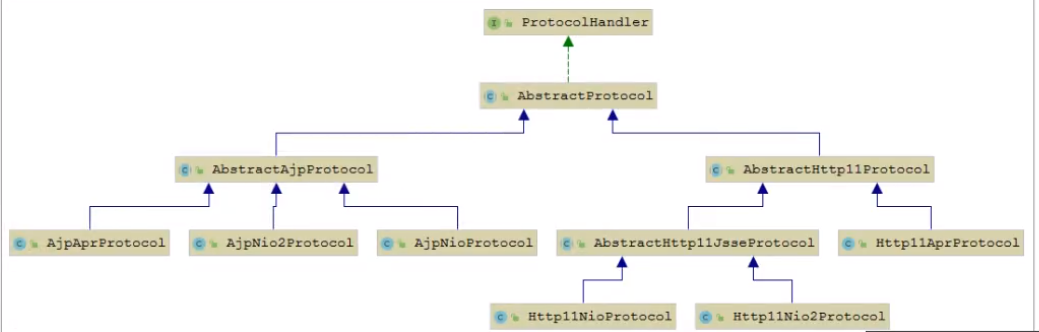 ProtocolHandler
AbstractProtocol
AbstractAjpProtocol AbstractHttp11Protocol
AjpAprProtocol AjpNio2Protocol AjpNioProtocol AbstractHttp11JsseProtocol Http11AprProtocol
Http11NioProtocol Http11Nio2Protocol